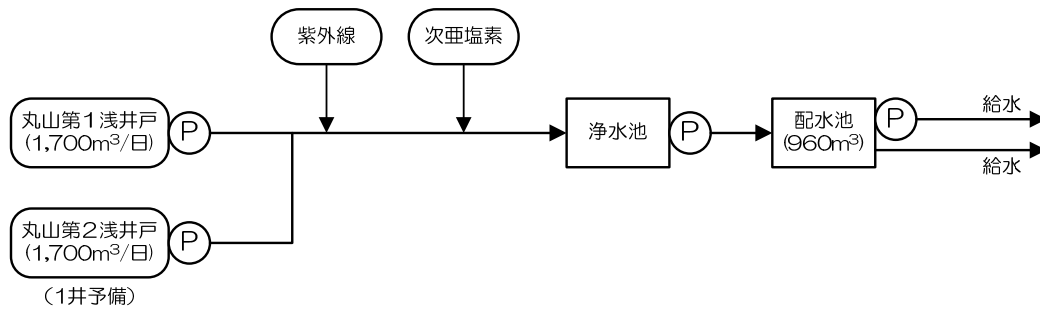 紫外線
次亜塩素
丸山第1浅井戸
(1,700m³/日)
P
浄水池
P
配水池
(960m³)
P
給水
給水
丸山第2浅井戸
(1,700m³/日)
P
（1井予備）